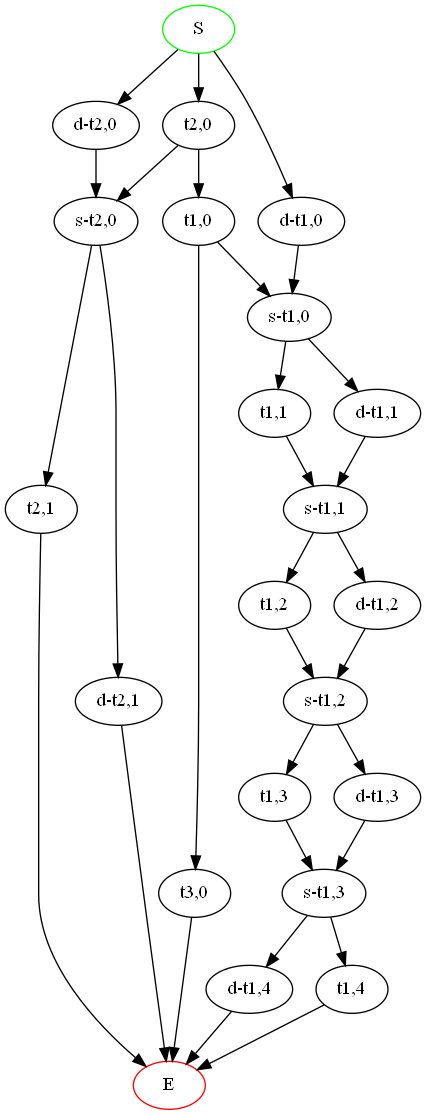 S
d-t2,0
t2,0
s-t2,0
t1,0
d-t1,0
s-t1,0
t1,1
d-t1,1
t2,1
s-t1,1
t1,2
d-t1,2
d-t2,1
s-t1,2
t1,3
d-t1,3
t3,0
s-t1,3
d-t1,4
t1,4
E